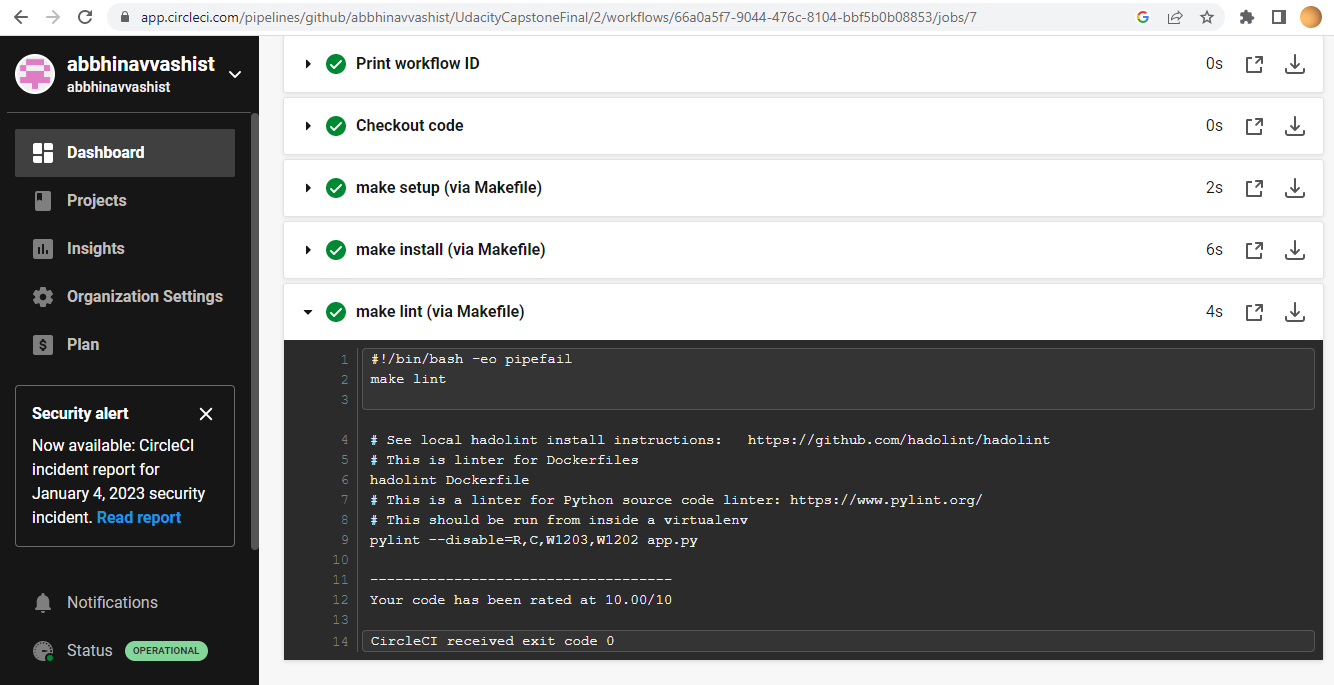 app.circleci.com/pipelines/github/abbhinavvashist/UdacityCapstoneFinal/2/workflows/66a0a5f7-9044-476c-8104-bbf5b0b08853/jobs/7
abbhinavvashist
abbhinavvashist
Dashboard
Projects
Insights
Organization Settings
Plan
Security alert
Now available: CircleCI
incident report for
January 4, 2023 security
incident. Read report
Notifications
Status OPERATIONAL
Print workflow ID 0s
Checkout code 0s
make setup (via Makefile) 2s
make install (via Makefile) 6s
make lint (via Makefile) 4s
1 #!/bin/bash -eo pipefail
2 make lint
3
4 # See local hadolint install instructions:   https://github.com/hadolint/hadolint
5 # This is linter for Dockerfiles
6 hadolint Dockerfile
7 # This is a linter for Python source code linter: https://www.pylint.org/
8 # This should be run from inside a virtualenv
9 pylint --disable=R,C,W1203,W1202 app.py
10
11 ------------------------------------
12 Your code has been rated at 10.00/10
13
14 CircleCI received exit code 0